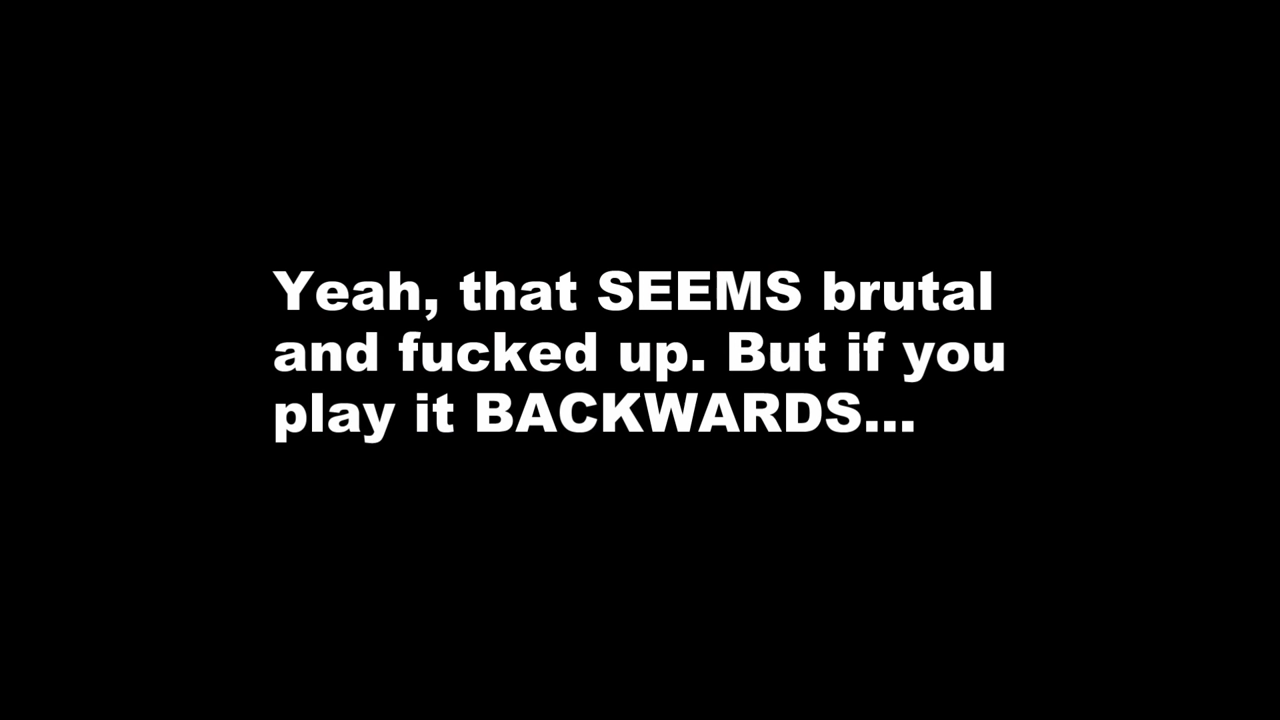 Yeah, that SEEMS brutal
and fucked up. But if you
play it BACKWARDS...